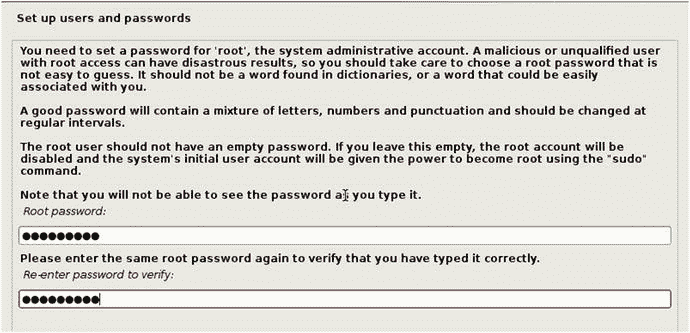 Set up users and passwords
You need to set a password for 'root', the system administrative account. A malicious or unqualified user
with root access can have disastrous results, so you should take care to choose a root password that is
not easy to guess. It should not be a word found in dictionaries, or a word that could be easily
associated with you.
A good password will contain a mixture of letters, numbers and punctuation and should be changed at
regular intervals.
The root user should not have an empty password. If you leave this empty, the root account will be
disabled and the system's initial user account will be given the power to become root using the "sudo"
command.
Note that you will not be able to see the password as you type it.
Root password:
●●●●●●●●●
Please enter the same root password again to verify that you have typed it correctly.
Re-enter password to verify:
●●●●●●●●●